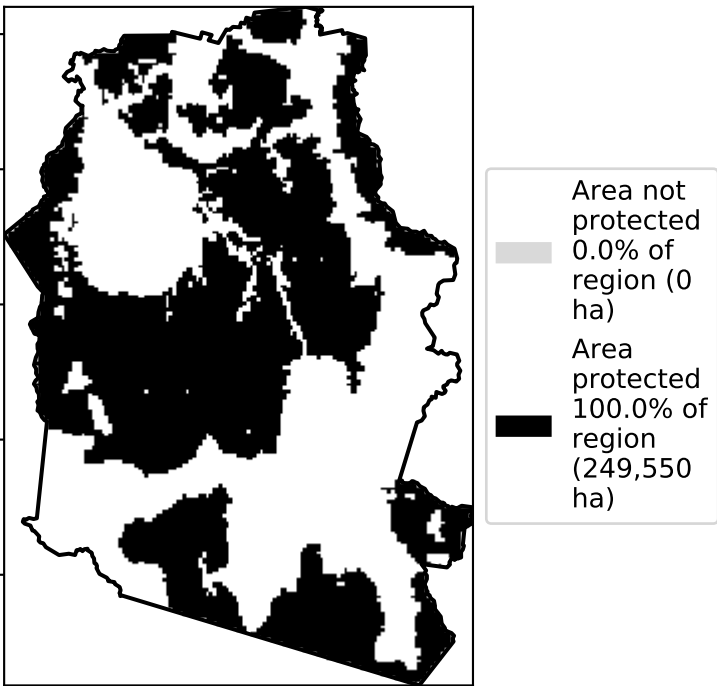 Area not
protected
0.0% of
region (0
ha)
Area
protected
100.0% of
region
(249,550
ha)